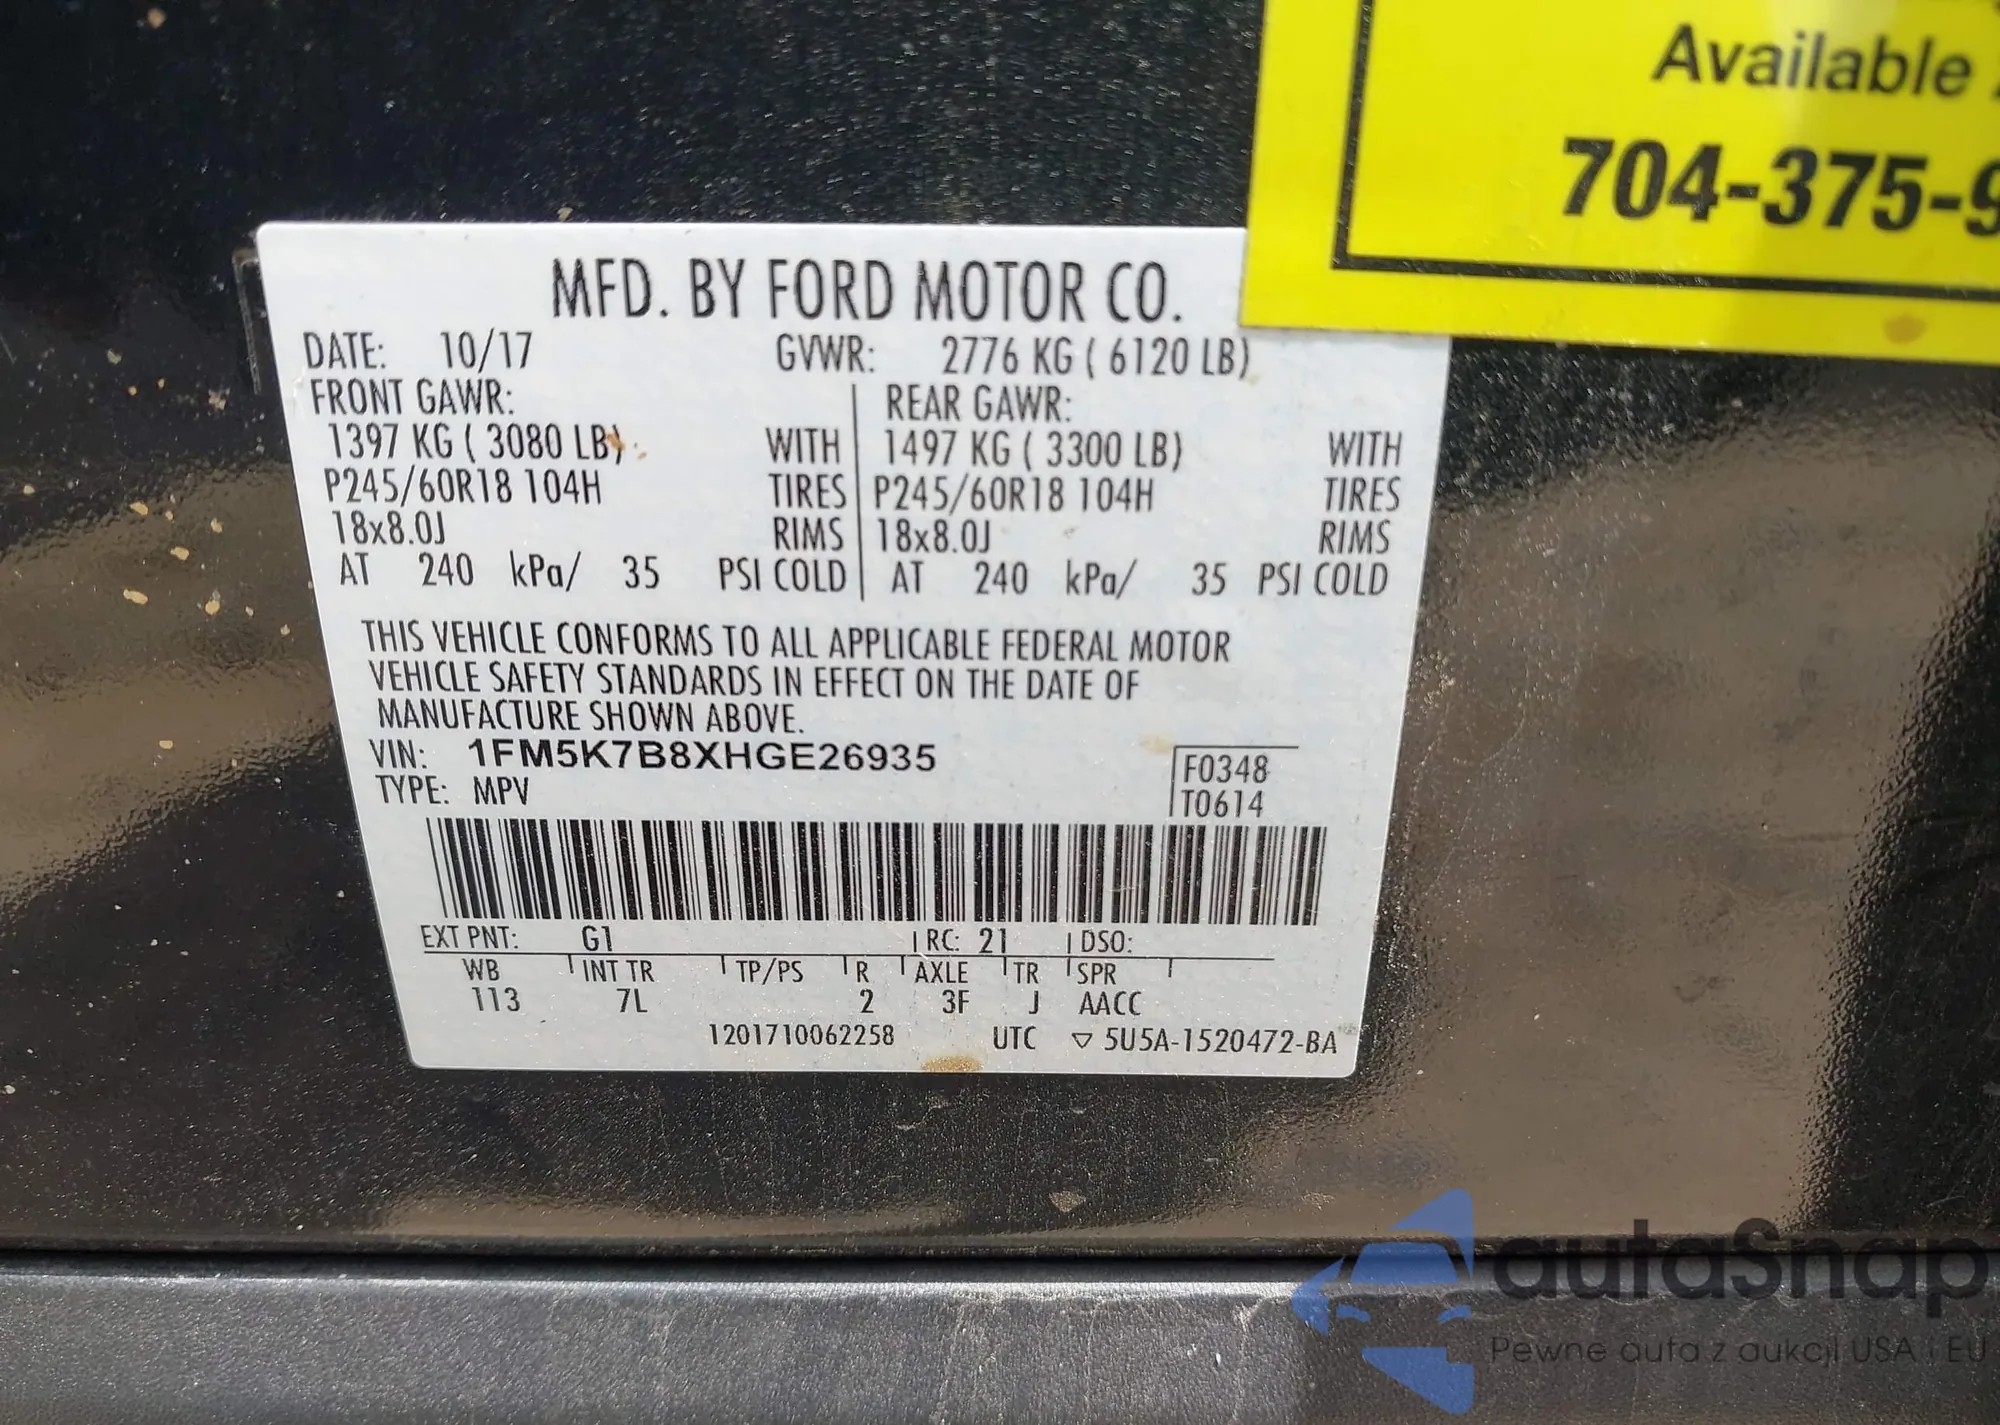 Available
704-375-9
MFD. BY FORD MOTOR CO.
DATE: 10/17 GVWR: 2776 KG ( 6120 LB)
FRONT GAWR: REAR GAWR:
1397 KG ( 3080 LB) WITH 1497 KG ( 3300 LB) WITH
P245/60R18 104H TIRES P245/60R18 104H TIRES
18x8.0J RIMS 18x8.0J RIMS
AT 240 kPa/ 35 PSI COLD AT 240 kPa/ 35 PSI COLD
THIS VEHICLE CONFORMS TO ALL APPLICABLE FEDERAL MOTOR
VEHICLE SAFETY STANDARDS IN EFFECT ON THE DATE OF
MANUFACTURE SHOWN ABOVE.
VIN: 1FM5K7B8XHGE26935 F0348
TYPE: MPV T0614
EXT PNT: G1 RC: 21 DSO:
WB INT TR TP/PS R AXLE TR SPR
113 7L 2 3F J AACC
1201710062258 UTC ▽ 5U5A-1520472-BA
autaSnap
Pewne auta z aukcji USA i EU